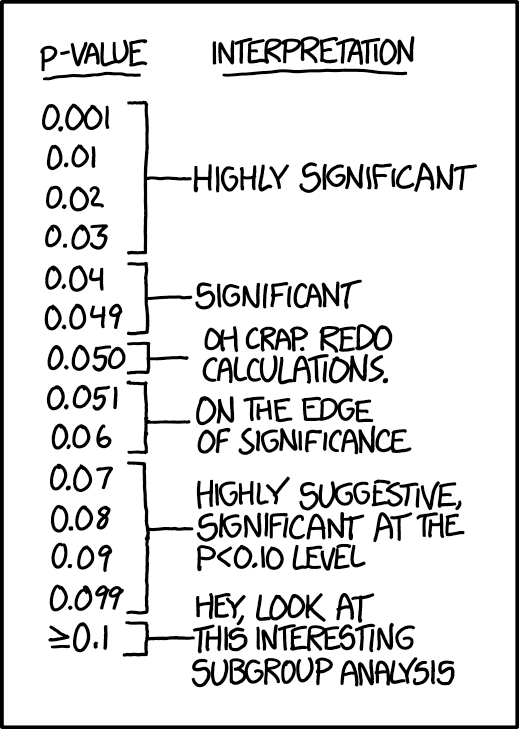 P-VALUE INTERPRETATION
0.001
0.01
0.02
0.03
HIGHLY SIGNIFICANT
0.04
0.049
SIGNIFICANT
0.050
OH CRAP. REDO
CALCULATIONS.
0.051
0.06
ON THE EDGE
OF SIGNIFICANCE
0.07
0.08
0.09
0.099
HIGHLY SUGGESTIVE,
SIGNIFICANT AT THE
P<0.10 LEVEL
≥0.1
HEY, LOOK AT
THIS INTERESTING
SUBGROUP ANALYSIS